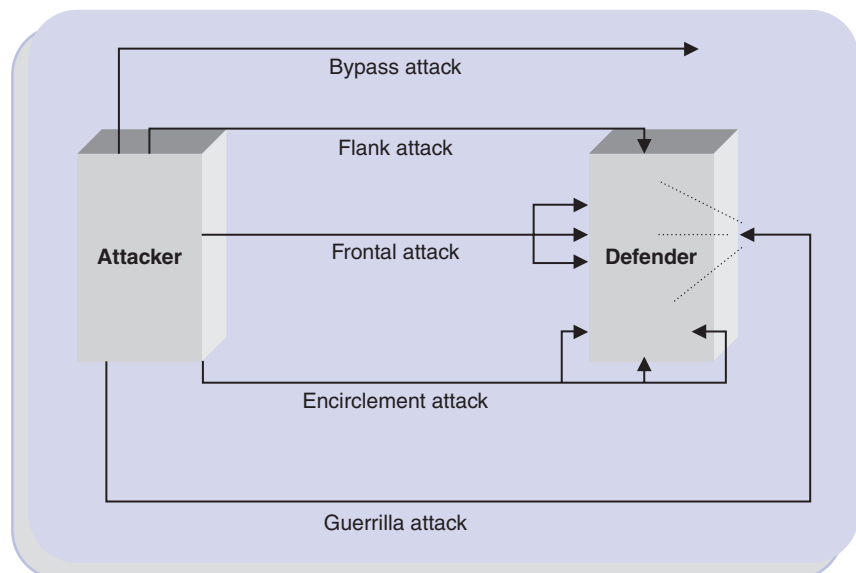 Bypass attack
Flank attack
Attacker
Frontal attack
Defender
Encirclement attack
Guerrilla attack